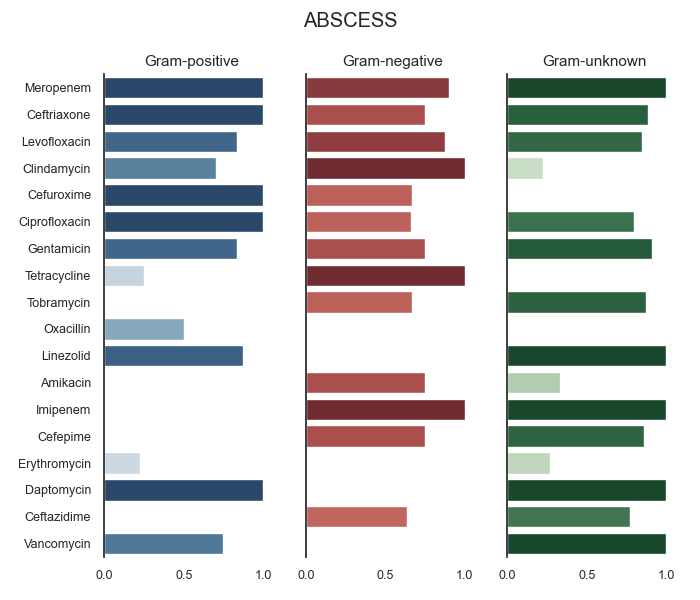 ABSCESS
Gram-positive Gram-negative Gram-unknown
Meropenem
Ceftriaxone
Levofloxacin
Clindamycin
Cefuroxime
Ciprofloxacin
Gentamicin
Tetracycline
Tobramycin
Oxacillin
Linezolid
Amikacin
Imipenem
Cefepime
Erythromycin
Daptomycin
Ceftazidime
Vancomycin
0.0 0.5 1.0 0.0 0.5 1.0 0.0 0.5 1.0